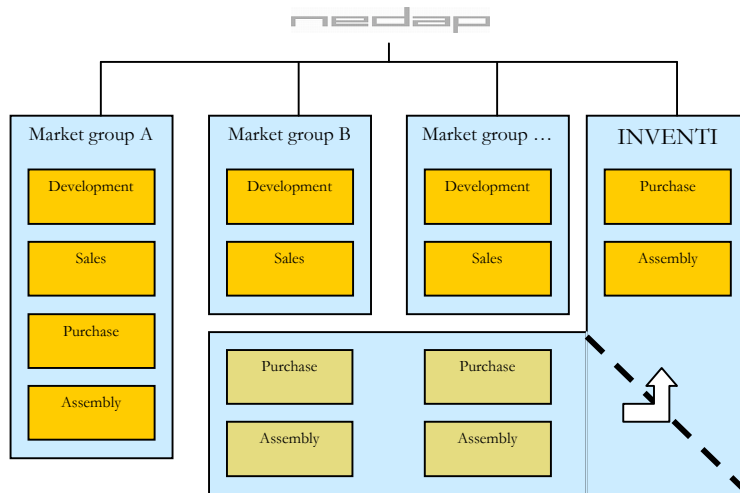 nedap
Market group A
Market group B
Market group …
INVENTI
Development
Development
Development
Purchase
Sales
Sales
Sales
Assembly
Purchase
Purchase
Purchase
Assembly
Assembly
Assembly